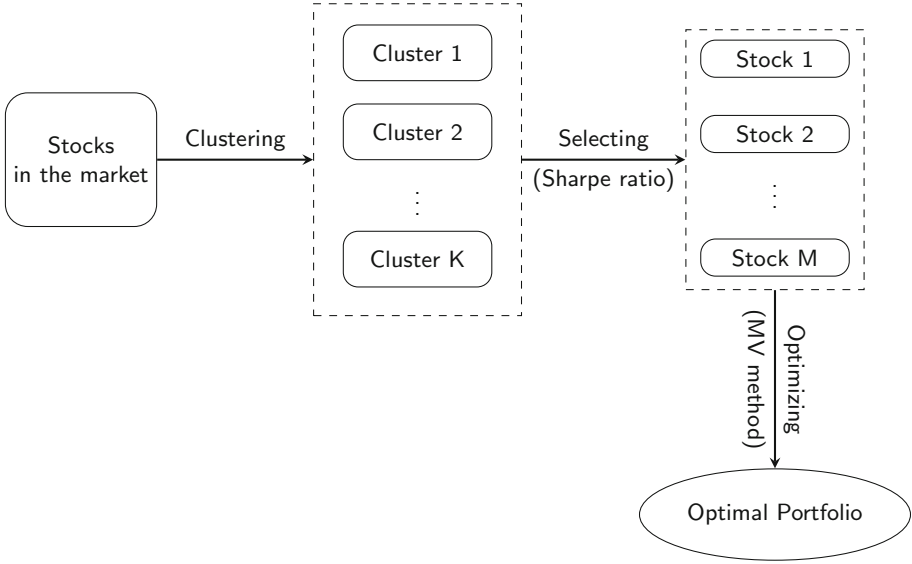 Stocks
in the market
Clustering
Cluster 1
Cluster 2
⋮
Cluster K
Selecting
(Sharpe ratio)
Stock 1
Stock 2
⋮
Stock M
Optimizing
(MV method)
Optimal Portfolio